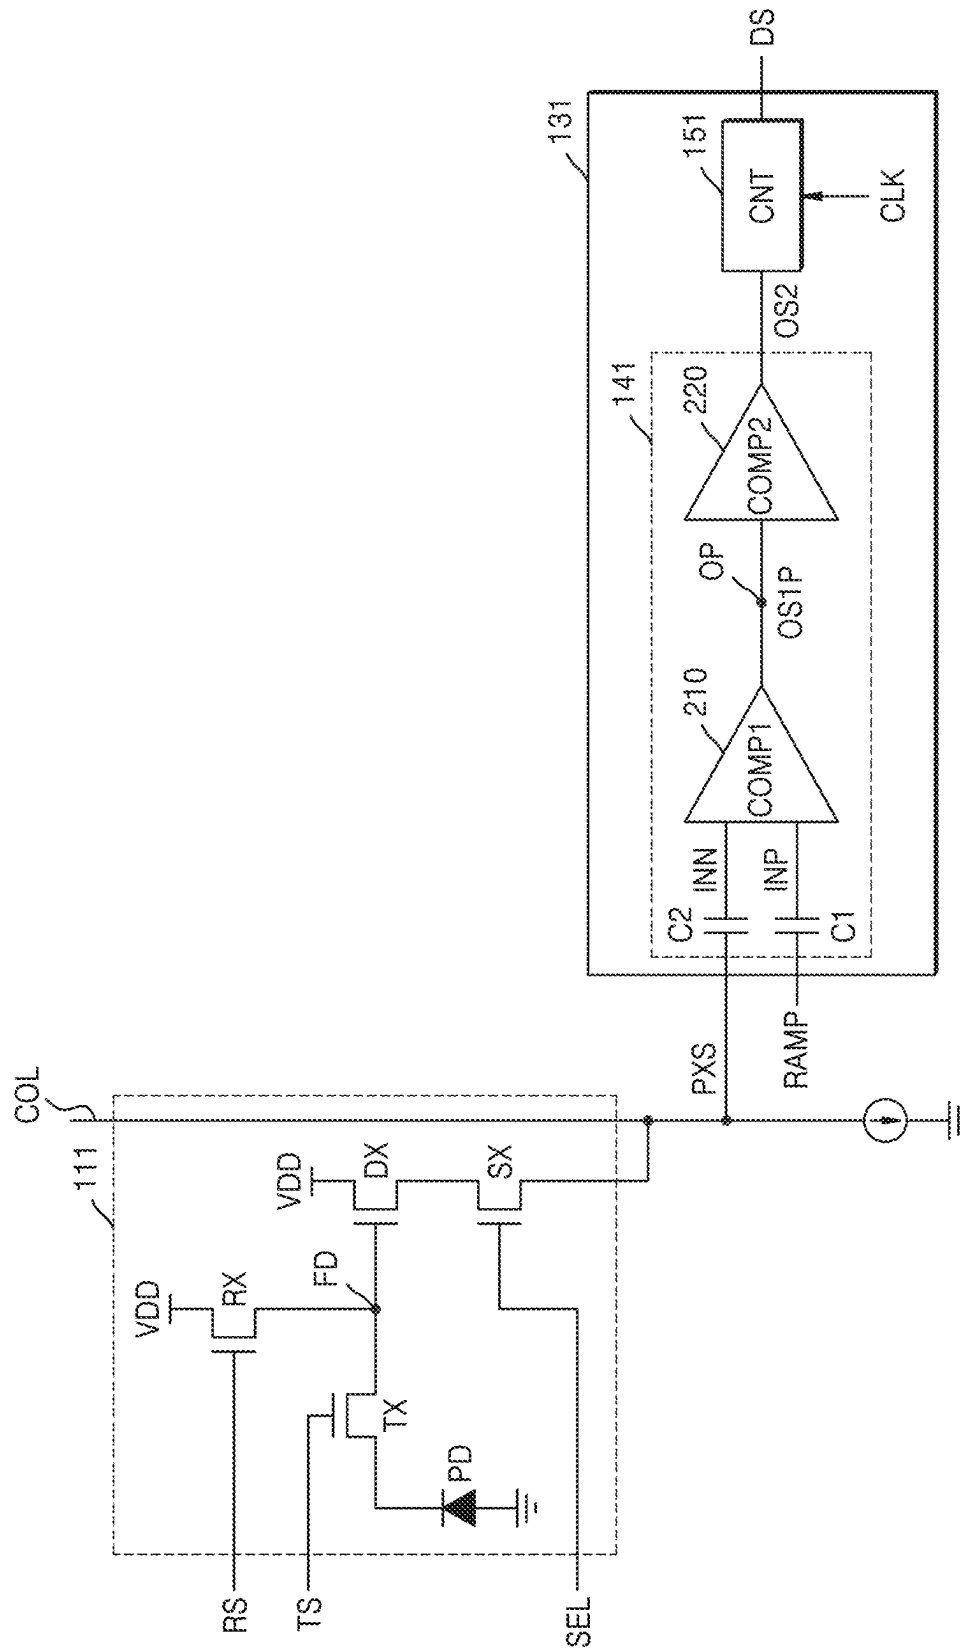 COL
111
VDD
VDD
RX
DX
FD
SX
TX
PD
RS
TS
SEL
PXS
RAMP
131
141
C2
C1
INN
INP
210
COMP1
OP
OS1P
220
COMP2
OS2
151
CNT
CLK
DS